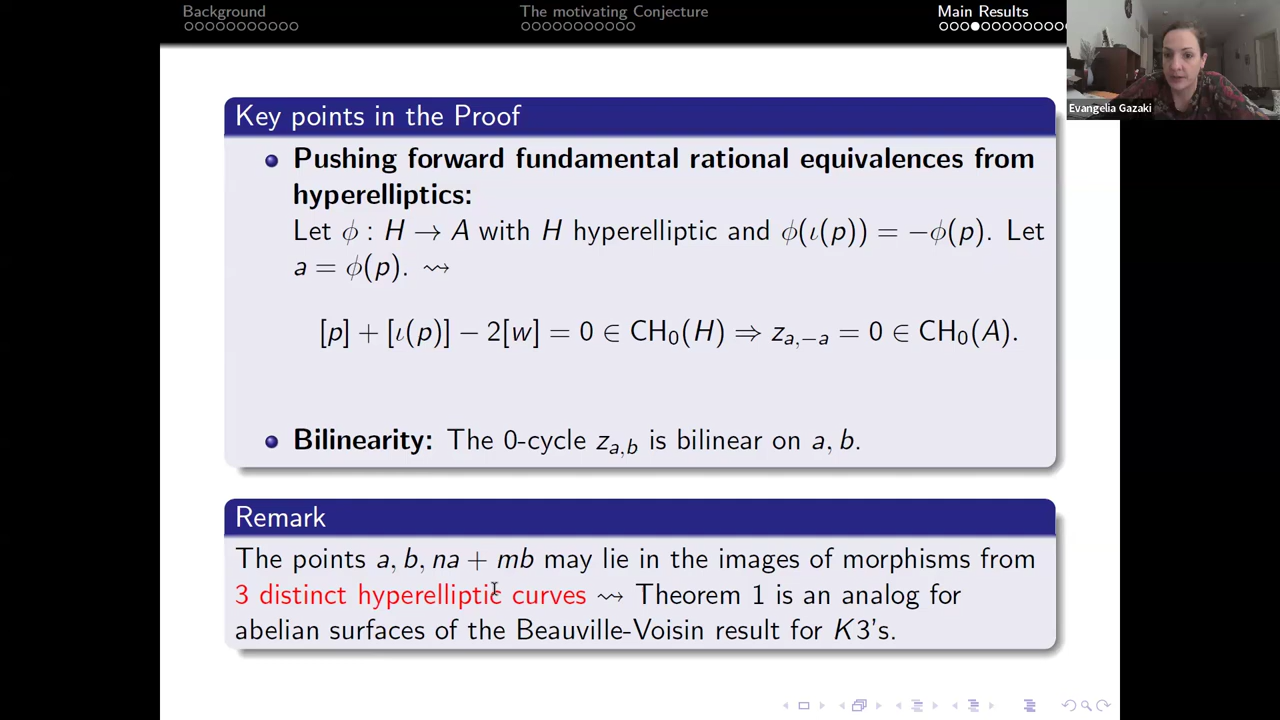 Background
The motivating Conjecture
Main Results
Evangelia Gazaki
Key points in the Proof
Pushing forward fundamental rational equivalences from
hyperelliptics:
Let ϕ : H → A with H hyperelliptic and ϕ(ι(p)) = −ϕ(p). Let
a = ϕ(p). ⇝
[p] + [ι(p)] − 2[w] = 0 ∈ CH₀(H) ⇒ z_{a,−a} = 0 ∈ CH₀(A).
Bilinearity: The 0-cycle z_{a,b} is bilinear on a, b.
Remark
The points a, b, na + mb may lie in the images of morphisms from
3 distinct hyperelliptic curves ⇝ Theorem 1 is an analog for
abelian surfaces of the Beauville-Voisin result for K3's.